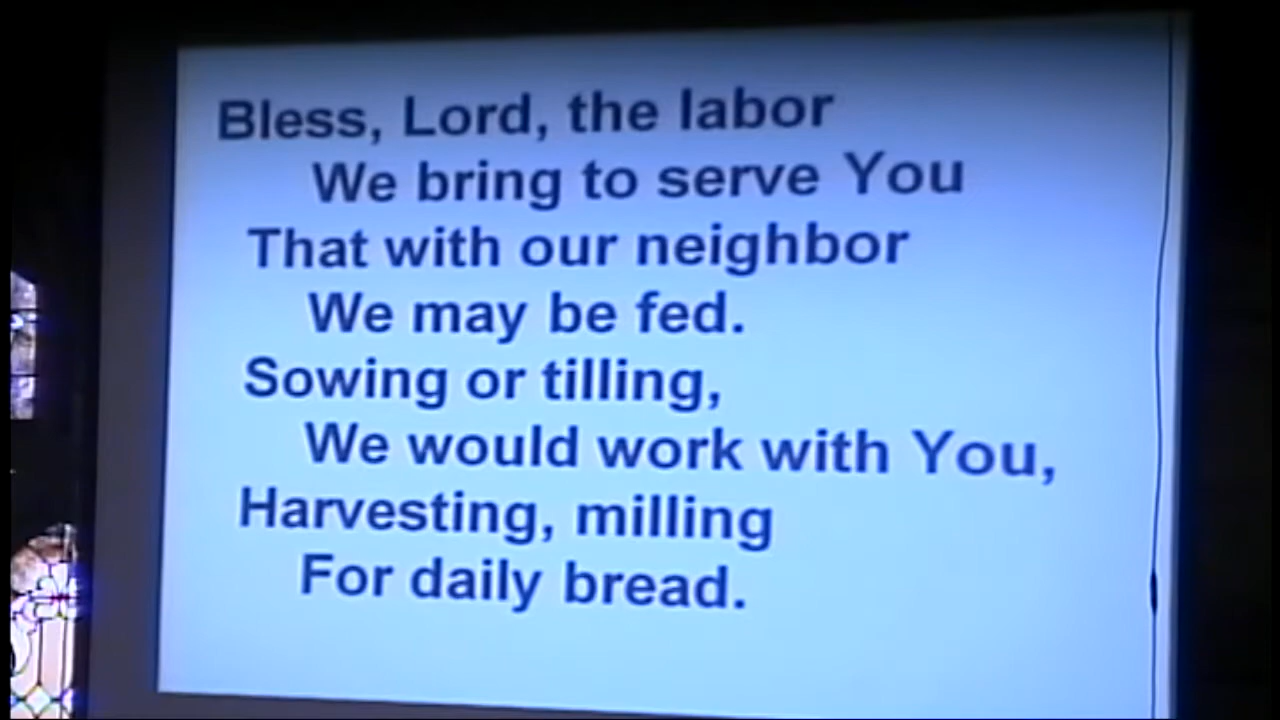 Bless, Lord, the labor
We bring to serve You
That with our neighbor
We may be fed.
Sowing or tilling,
We would work with You,
Harvesting, milling
For daily bread.